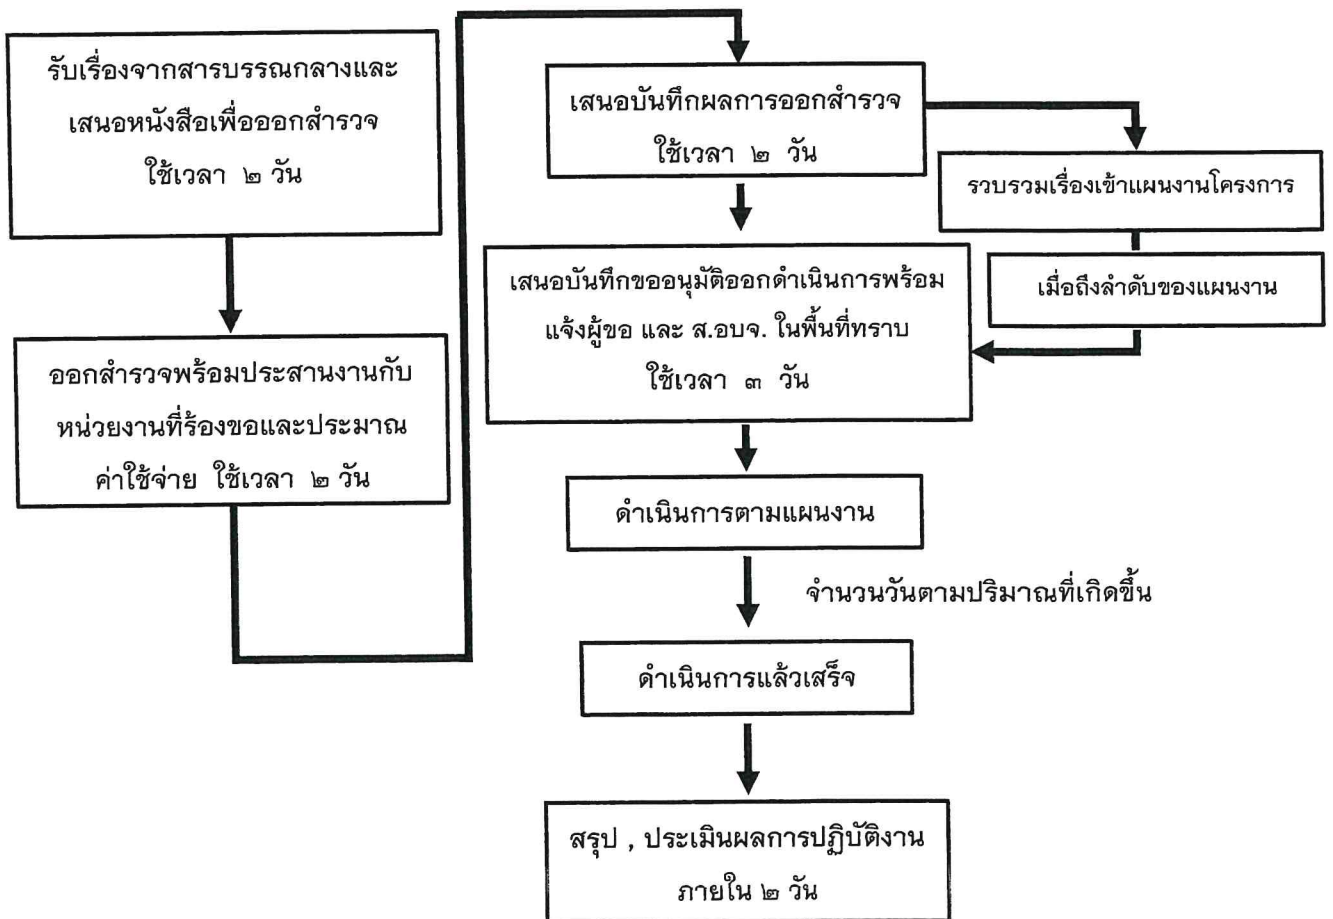 รับเรื่องจากสารบรรณกลางและ
เสนอหนังสือเพื่อออกสำรวจ
ใช้เวลา ๒ วัน
ออกสำรวจพร้อมประสานงานกับ
หน่วยงานที่ร้องขอและประมาณ
ค่าใช้จ่าย ใช้เวลา ๒ วัน
เสนอบันทึกผลการออกสำรวจ
ใช้เวลา ๒ วัน
รวบรวมเรื่องเข้าแผนงานโครงการ
เมื่อถึงลำดับของแผนงาน
เสนอบันทึกขออนุมัติออกดำเนินการพร้อม
แจ้งผู้ขอ และ ส.อบจ. ในพื้นที่ทราบ
ใช้เวลา ๓ วัน
ดำเนินการตามแผนงาน
จำนวนวันตามปริมาณที่เกิดขึ้น
ดำเนินการแล้วเสร็จ
สรุป , ประเมินผลการปฏิบัติงาน
ภายใน ๒ วัน